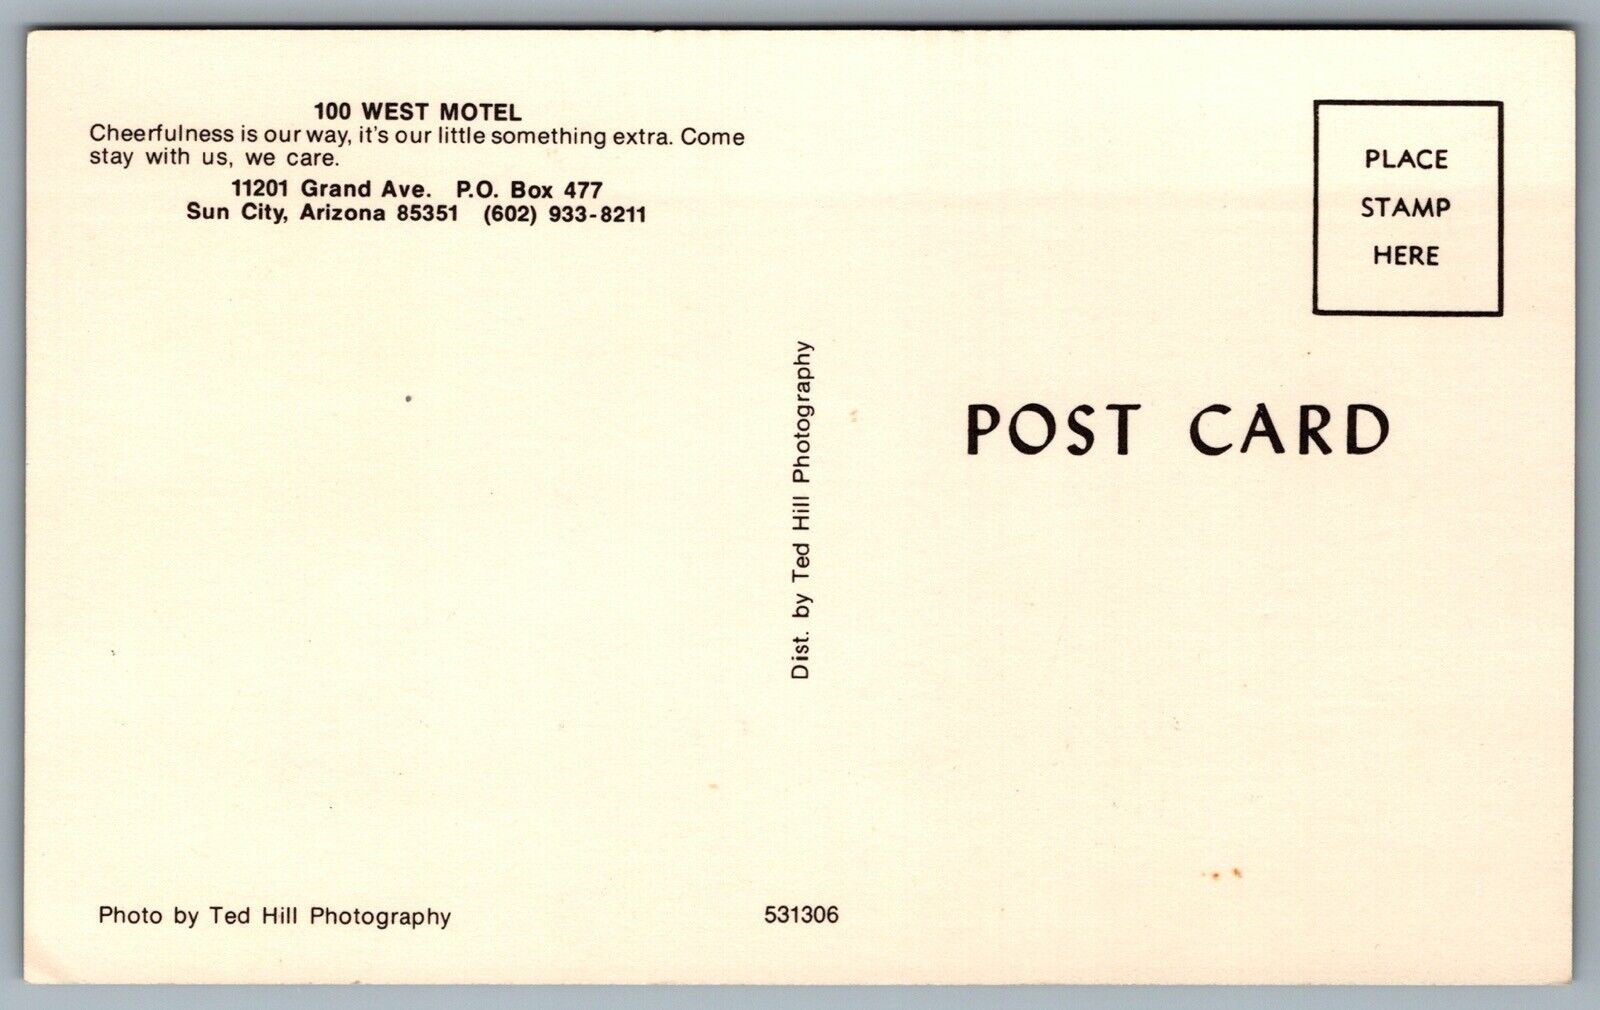 100 WEST MOTEL
Cheerfulness is our way, it's our little something extra. Come
stay with us, we care.
11201 Grand Ave. P.O. Box 477
Sun City, Arizona 85351 (602) 933-8211
PLACE
STAMP
HERE
Dist. by Ted Hill Photography
POST CARD
Photo by Ted Hill Photography
531306